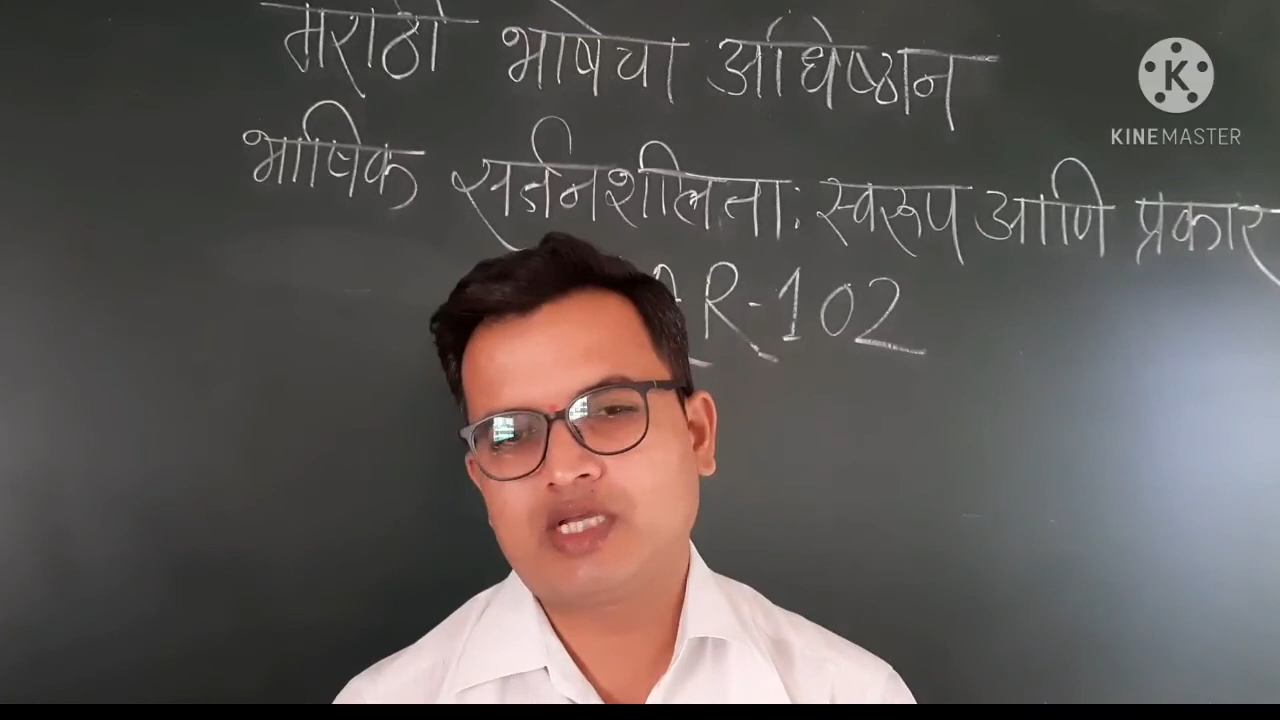 मराठी भाषेचा अधिष्ठान
भाषिक सर्जनशीलता: स्वरूप आणि प्रकार
R-102
KINEMASTER